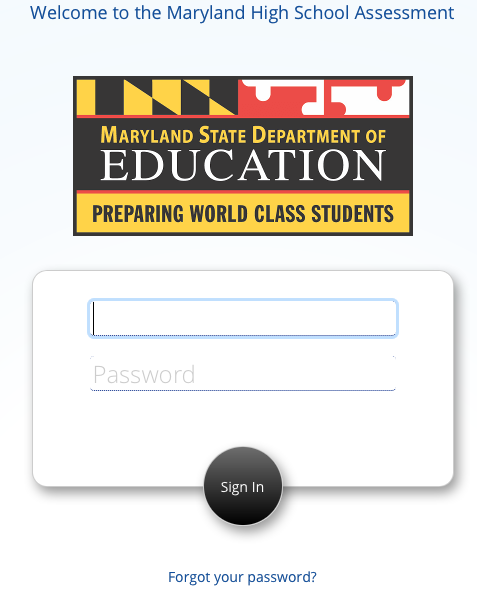 Welcome to the Maryland High School Assessment
MARYLAND STATE DEPARTMENT OF
EDUCATION
PREPARING WORLD CLASS STUDENTS
Password
Sign In
Forgot your password?